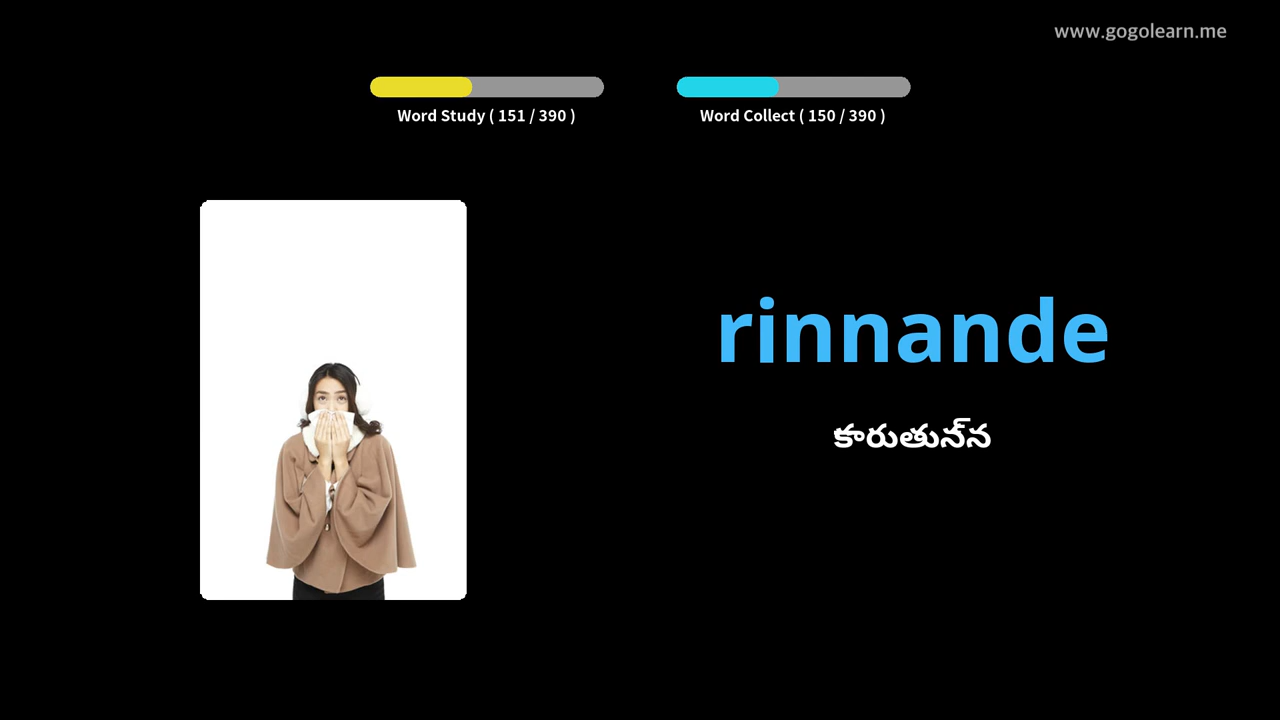 www.gogolearn.me
Word Study ( 151 / 390 )
Word Collect ( 150 / 390 )
rinnande
కారుతున్‌న